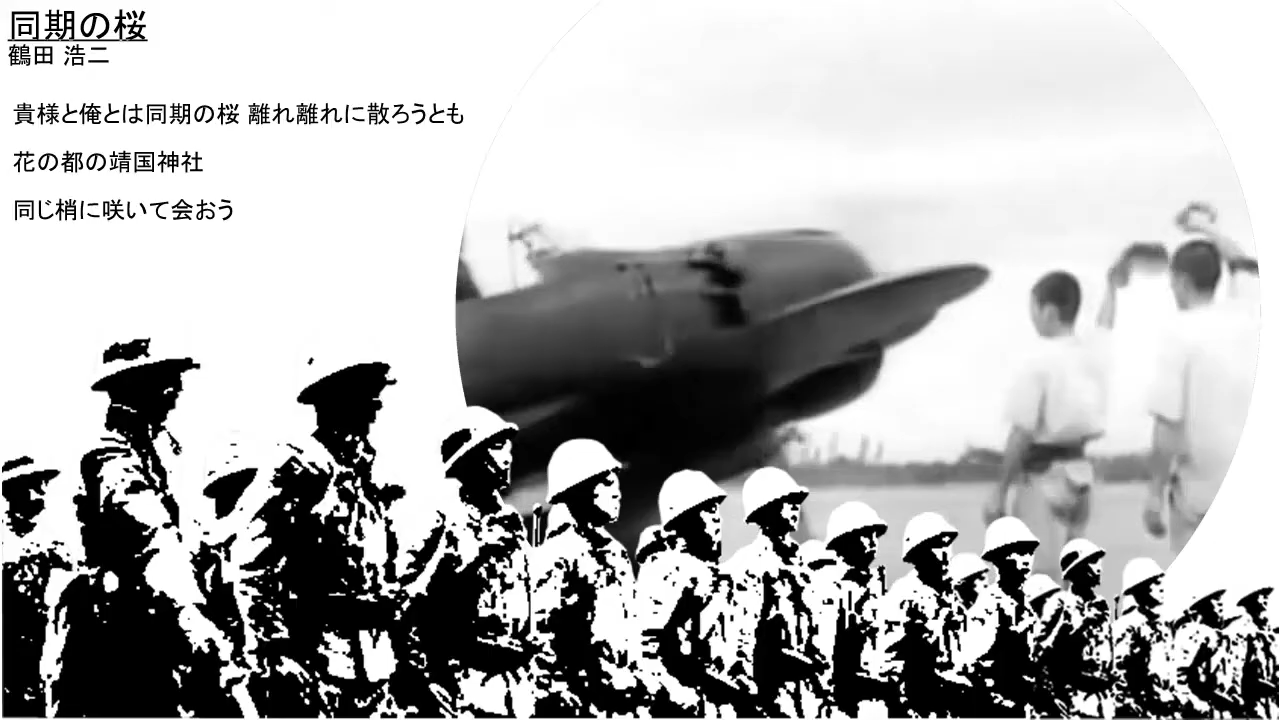 同期の桜
鶴田 浩二
貴様と俺とは同期の桜 離れ離れに散ろうとも
花の都の靖国神社
同じ梢に咲いて会おう